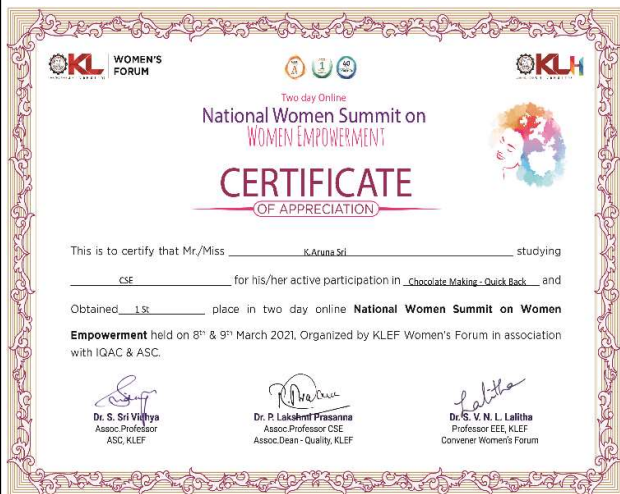 KL WOMEN'S FORUM
KLH
Two day Online
National Women Summit on
WOMEN EMPOWERMENT
CERTIFICATE
OF APPRECIATION
This is to certify that Mr./Miss K.Aruna Sri studying
CSE for his/her active participation in Chocolate Making - Quick Back and
Obtained 1 St place in two day online National Women Summit on Women
Empowerment held on 8th & 9th March 2021, Organized by KLEF Women's Forum in association
with IQAC & ASC.
Lalitha
Dr. S. Sri Vidhya
Assoc.Professor
ASC, KLEF
Dr. P. Lakshmi Prasanna
Assoc.Professor CSE
Assoc.Dean - Quality, KLEF
Dr. S. V. N. L. Lalitha
Professor EEE, KLEF
Convener Women's Forum